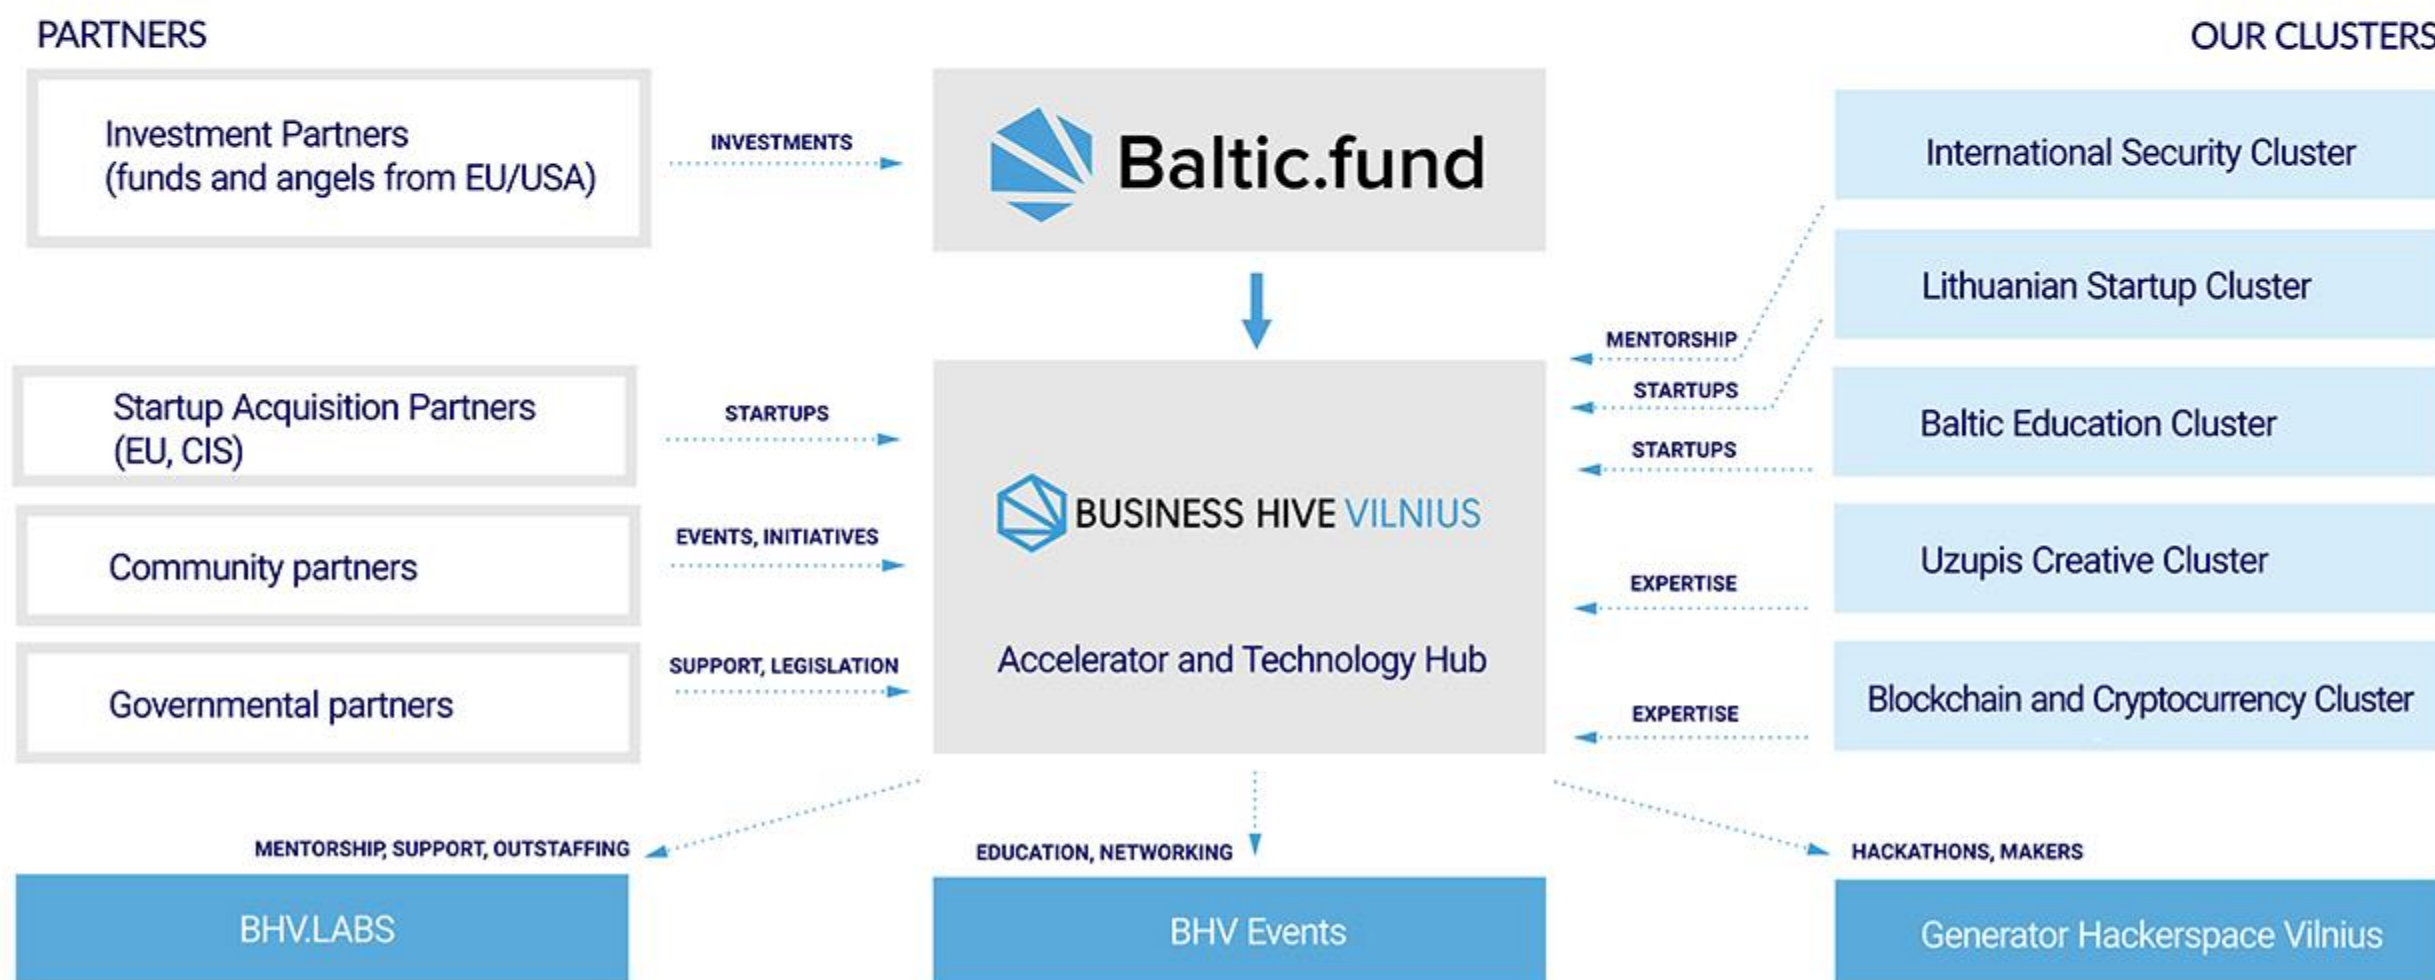 PARTNERS
OUR CLUSTERS
Investment Partners
(funds and angels from EU/USA)
INVESTMENTS
Baltic.fund
International Security Cluster
Lithuanian Startup Cluster
MENTORSHIP
Startup Acquisition Partners
(EU, CIS)
STARTUPS
STARTUPS
Baltic Education Cluster
STARTUPS
BUSINESS HIVE VILNIUS
Community partners
EVENTS, INITIATIVES
EXPERTISE
Uzupis Creative Cluster
Governmental partners
SUPPORT, LEGISLATION
Accelerator and Technology Hub
EXPERTISE
Blockchain and Cryptocurrency Cluster
MENTORSHIP, SUPPORT, OUTSTAFFING
EDUCATION, NETWORKING
HACKATHONS, MAKERS
BHV.LABS
BHV Events
Generator Hackerspace Vilnius